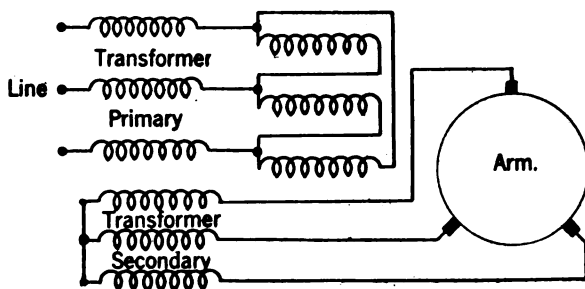 Transformer
Line
Primary
Arm.
Transformer
Secondary